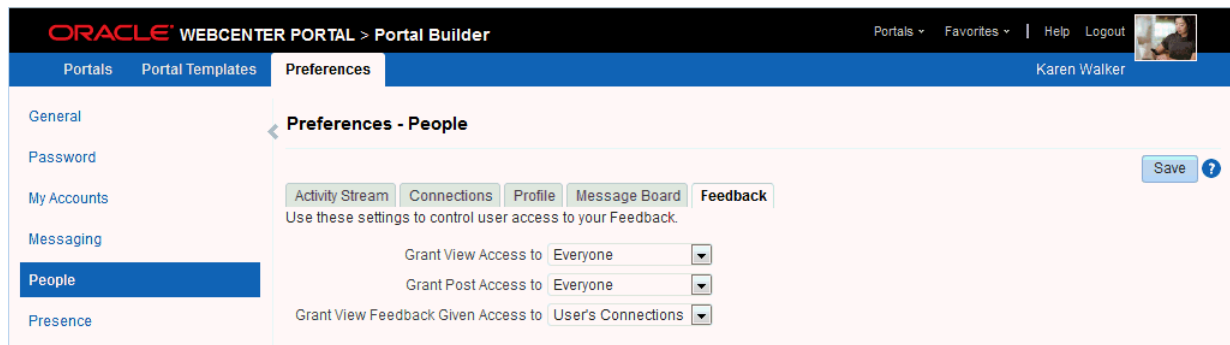 ORACLE WEBCENTER PORTAL > Portal Builder Portals Favorites | Help Logout
Portals Portal Templates Preferences Karen Walker
General
Password
My Accounts
Messaging
People
Presence
Preferences - People
Save ?
Activity Stream Connections Profile Message Board Feedback
Use these settings to control user access to your Feedback.
Grant View Access to Everyone
Grant Post Access to Everyone
Grant View Feedback Given Access to User's Connections